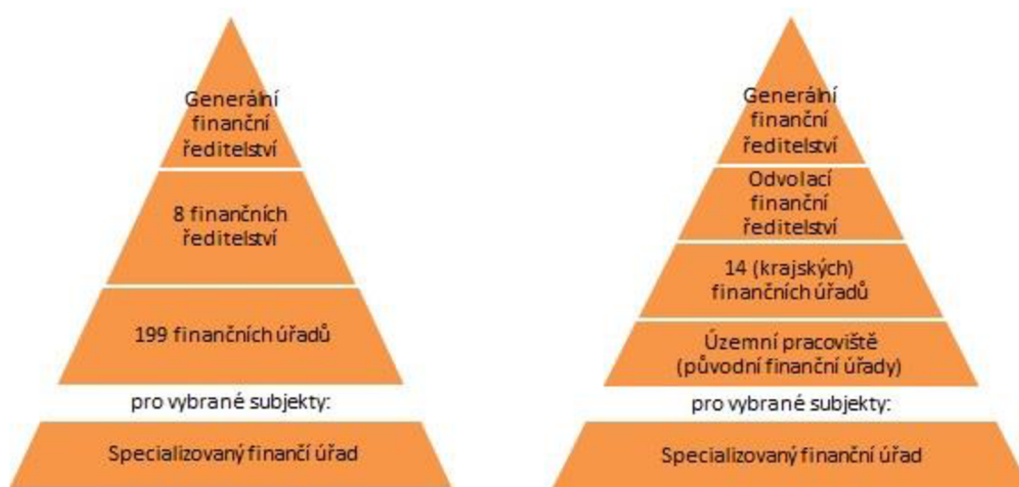 Generální
finanční
ředitelství
8 finančních
ředitelství
199 finančních úřadů
pro vybrané subjekty:
Specializovaný finančí úřad
Generální
finanční
ředitelství
Odvolací
finanční
ředitelství
14 (krajských)
finančních úřadů
Územní pracoviště
(původní finanční úřady)
pro vybrané subjekty:
Specializovaný finanční úřad